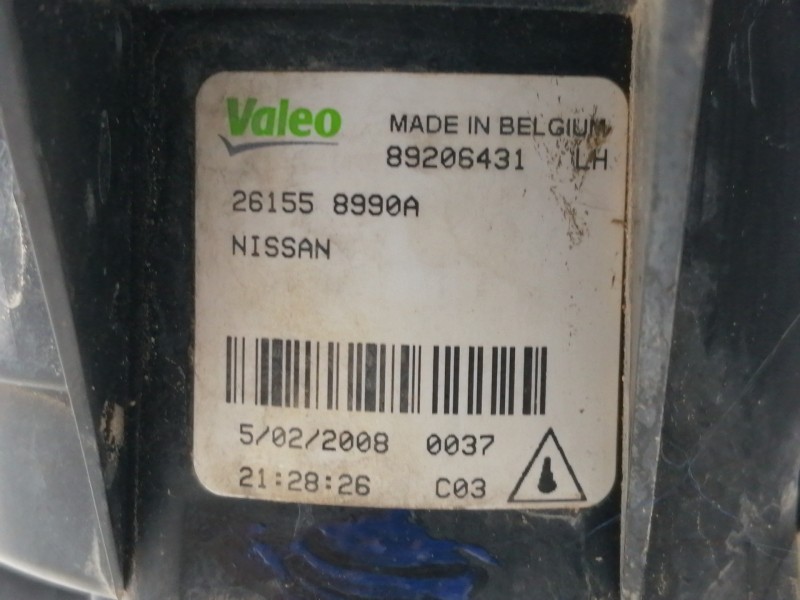 Valeo MADE IN BELGIUM
89206431 LH
26155 8990A
NISSAN
5/02/2008 0037
21:28:26 C03